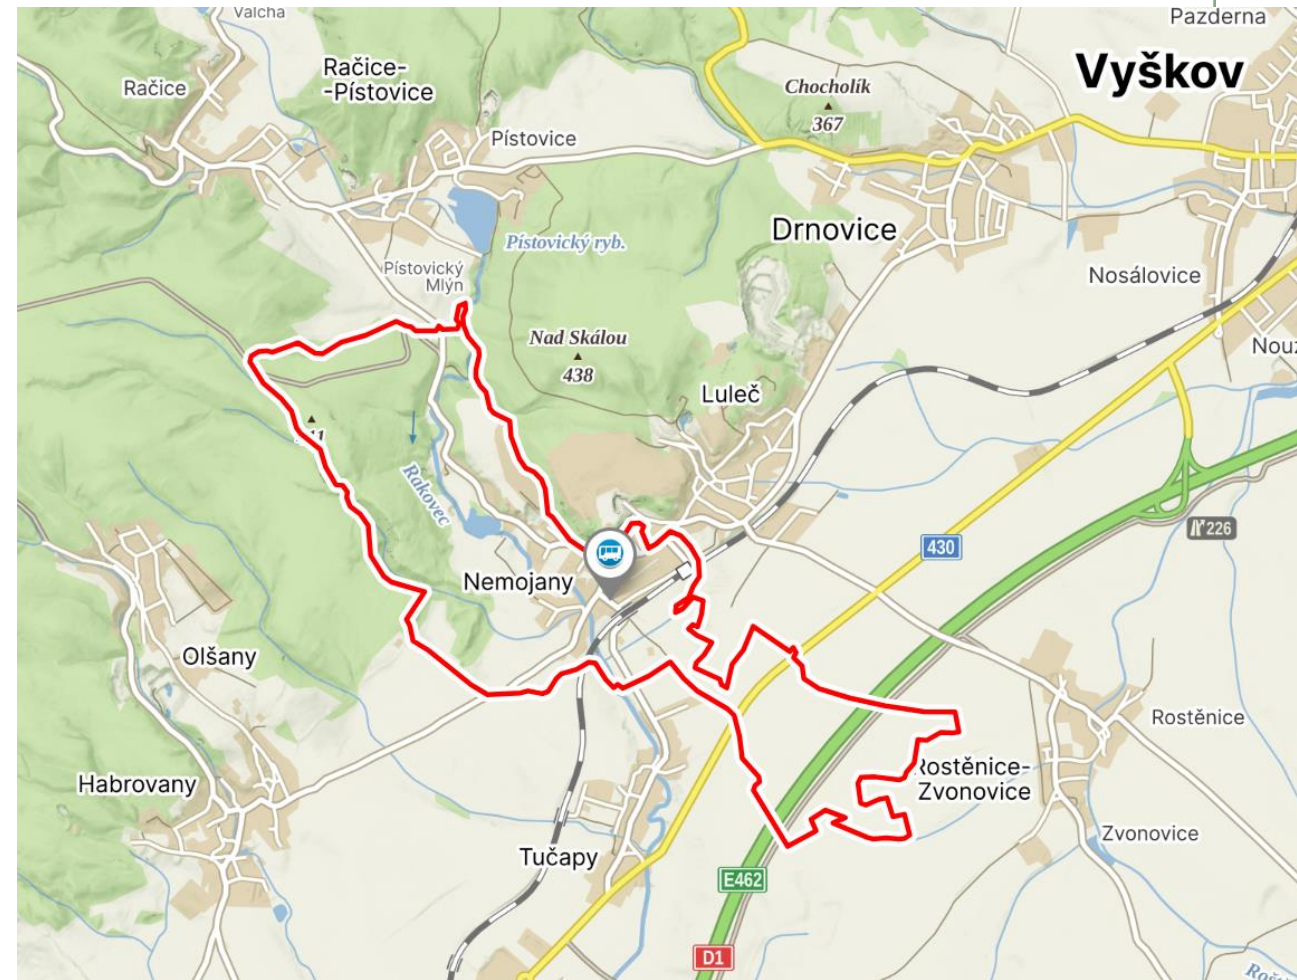 Valcha
Pazderna
Vyškov
Račice-
-Pístovice
Račice
Chocholík
367
Pístovice
Drnovice
Pístovický ryb.
Pístovický
Mlýn
Nosálovice
Nad Skálou
438
Nouz
Luleč
Rakovec
226
430
Nemojany
Olšany
Rostěnice
Habrovany
Rostěnice-
Zvonovice
Zvonovice
Tučapy
E462
D1